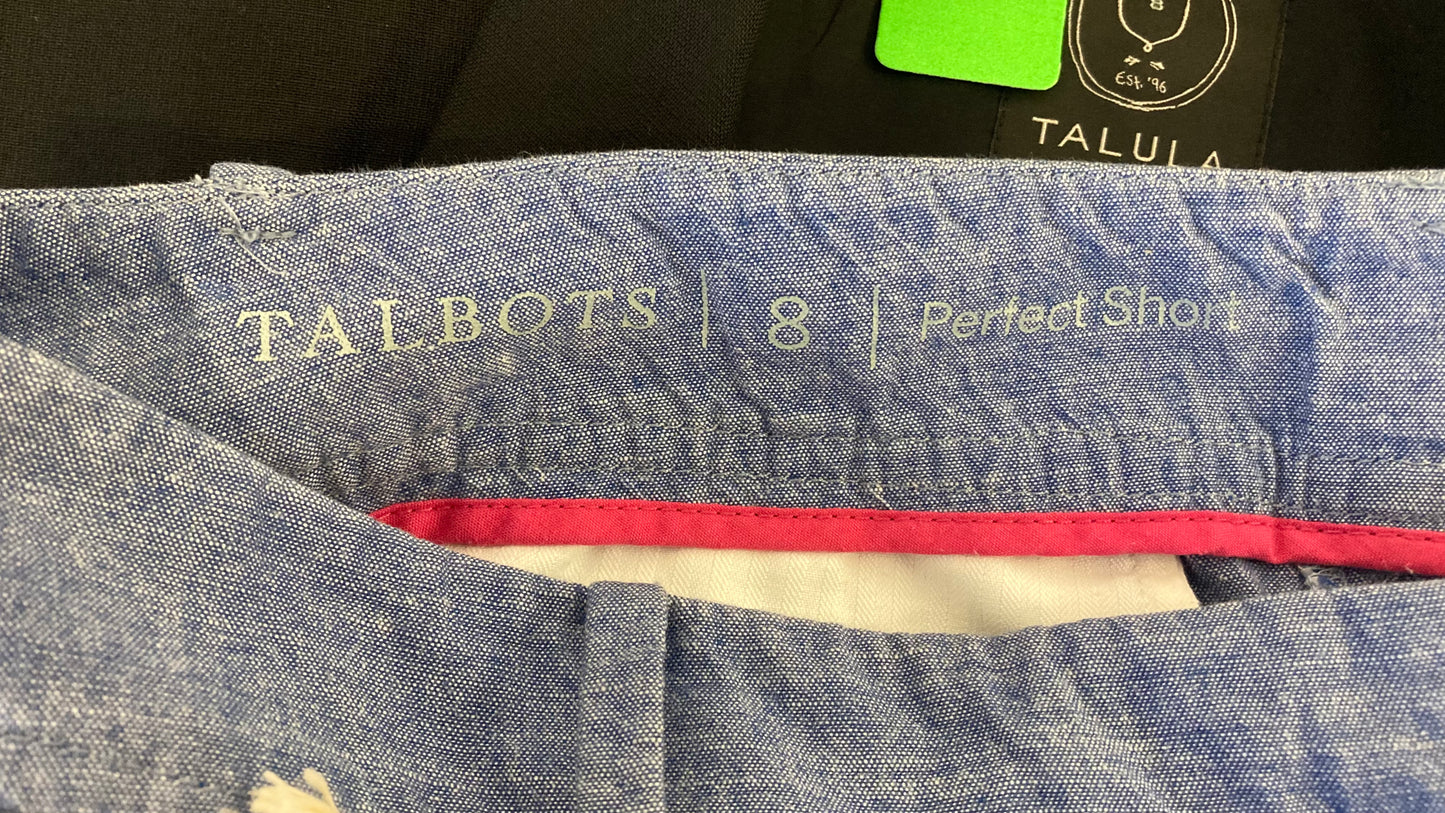 Est. '96
TALULA
TALBOTS | 8 | Perfect Short